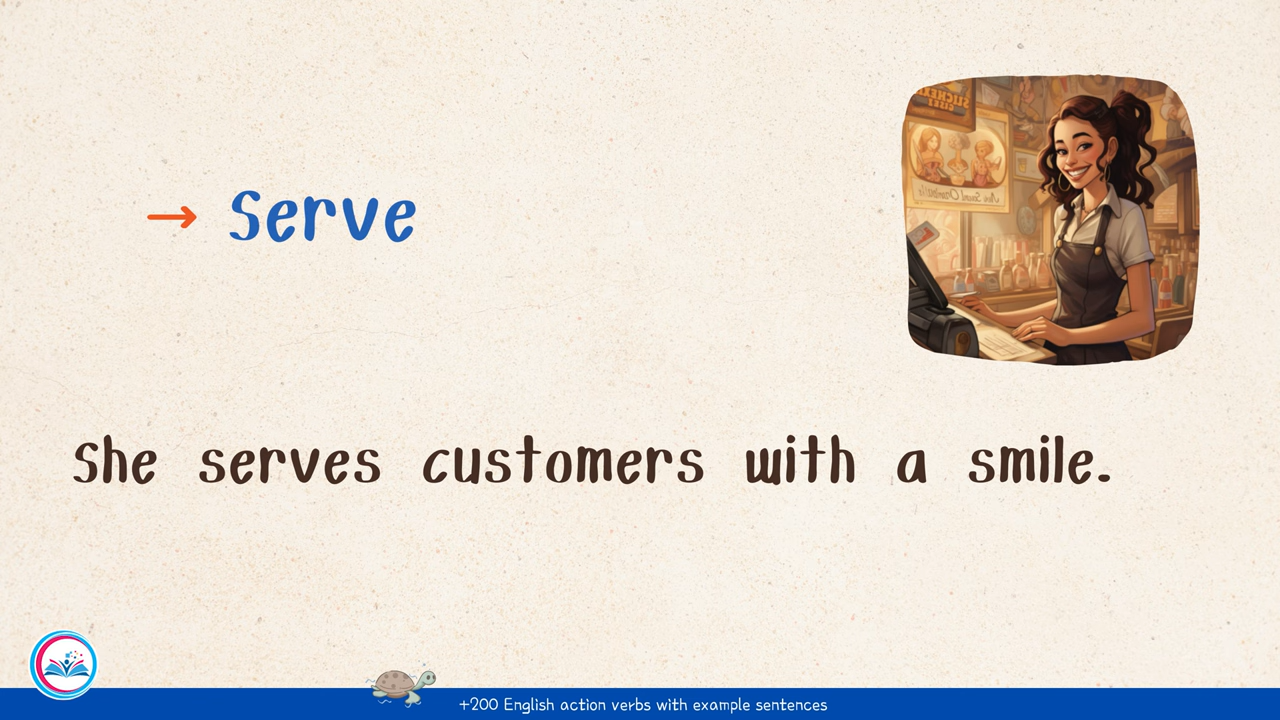 → Serve
She serves customers with a smile.
+200 English action verbs with example sentences